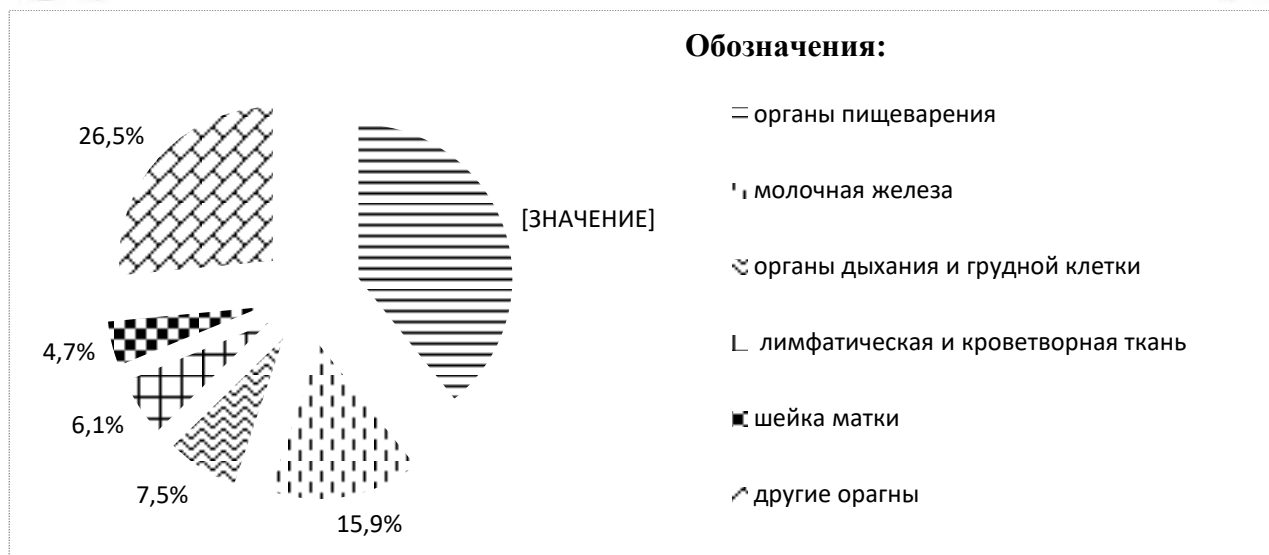 Обозначения:
органы пищеварения
молочная железа
органы дыхания и грудной клетки
лимфатическая и кроветворная ткань
шейка матки
другие орагны
26,5%
[ЗНАЧЕНИЕ]
4,7%
6,1%
7,5%
15,9%